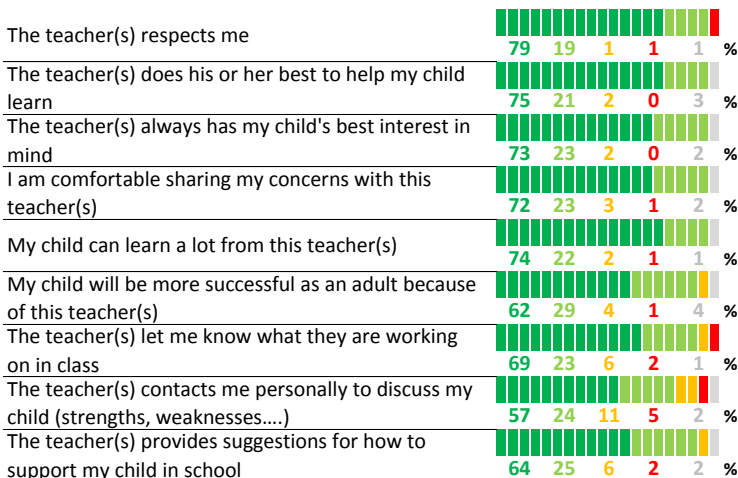 The teacher(s) respects me
79 19 1 1 1 %
The teacher(s) does his or her best to help my child
learn
75 21 2 0 3 %
The teacher(s) always has my child's best interest in
mind
73 23 2 0 2 %
I am comfortable sharing my concerns with this
teacher(s)
72 23 3 1 2 %
My child can learn a lot from this teacher(s)
74 22 2 1 1 %
My child will be more successful as an adult because
of this teacher(s)
62 29 4 1 4 %
The teacher(s) let me know what they are working
on in class
69 23 6 2 1 %
The teacher(s) contacts me personally to discuss my
child (strengths, weaknesses....)
57 24 11 5 2 %
The teacher(s) provides suggestions for how to
support my child in school
64 25 6 2 2 %